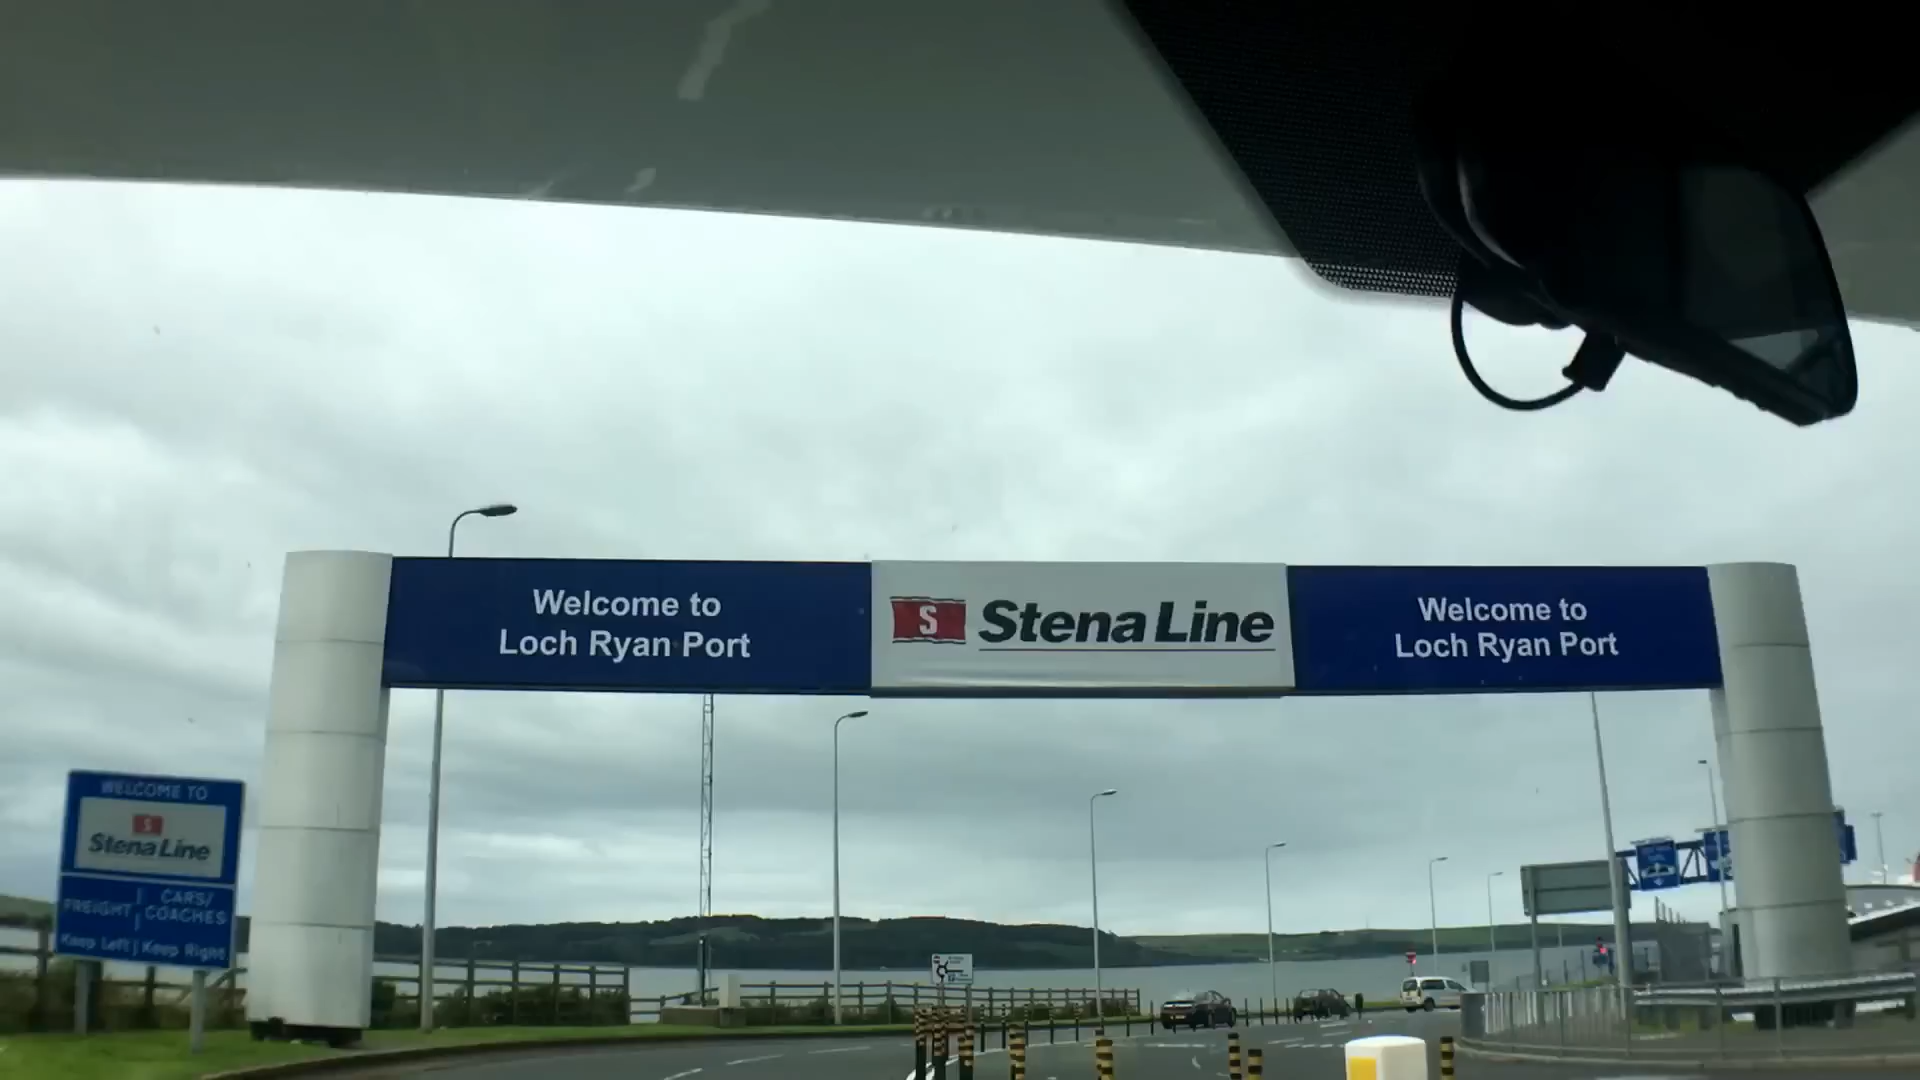 Welcome to
Loch Ryan Port
S Stena Line
Welcome to
Loch Ryan Port
WELCOME TO
S
Stena Line
FREIGHT CARS/
COACHES
Keep Left Keep Right